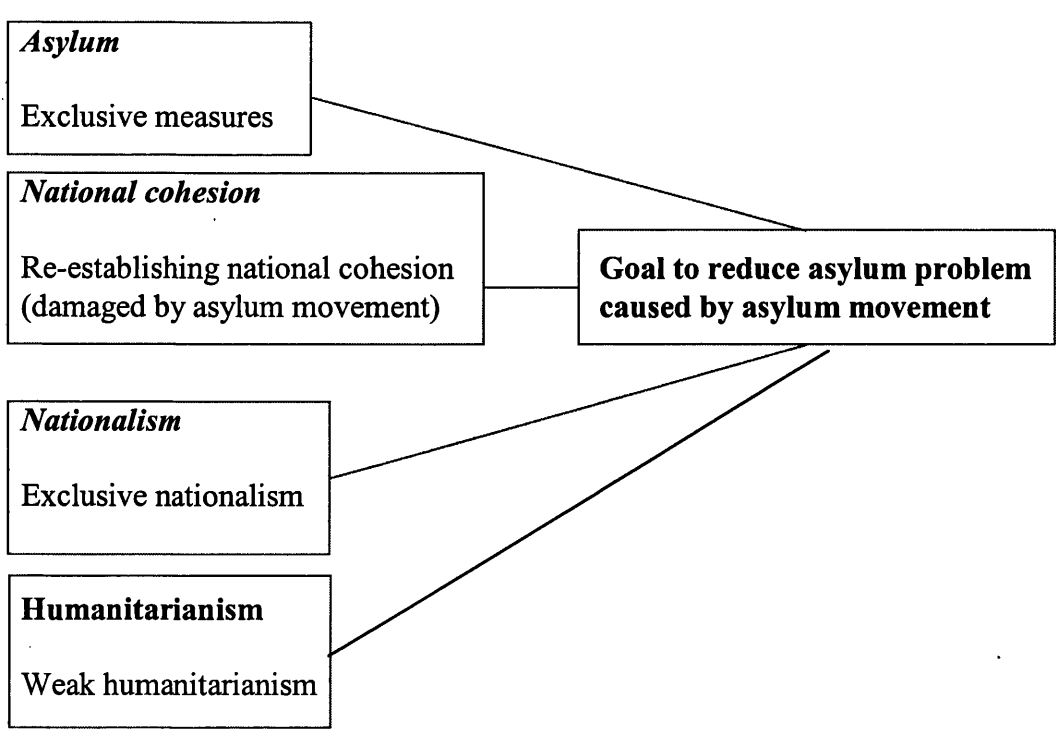 Asylum
Exclusive measures
National cohesion
Re-establishing national cohesion
(damaged by asylum movement)
Goal to reduce asylum problem
caused by asylum movement
Nationalism
Exclusive nationalism
Humanitarianism
Weak humanitarianism